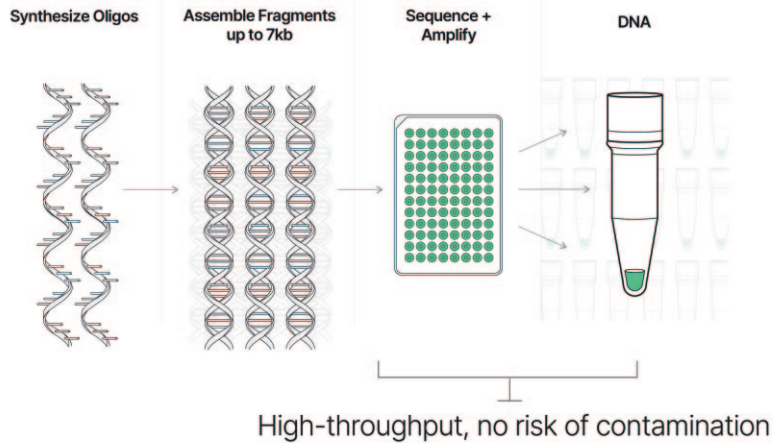 Synthesize Oligos
Assemble Fragments
up to 7kb
Sequence +
Amplify
DNA
High-throughput, no risk of contamination